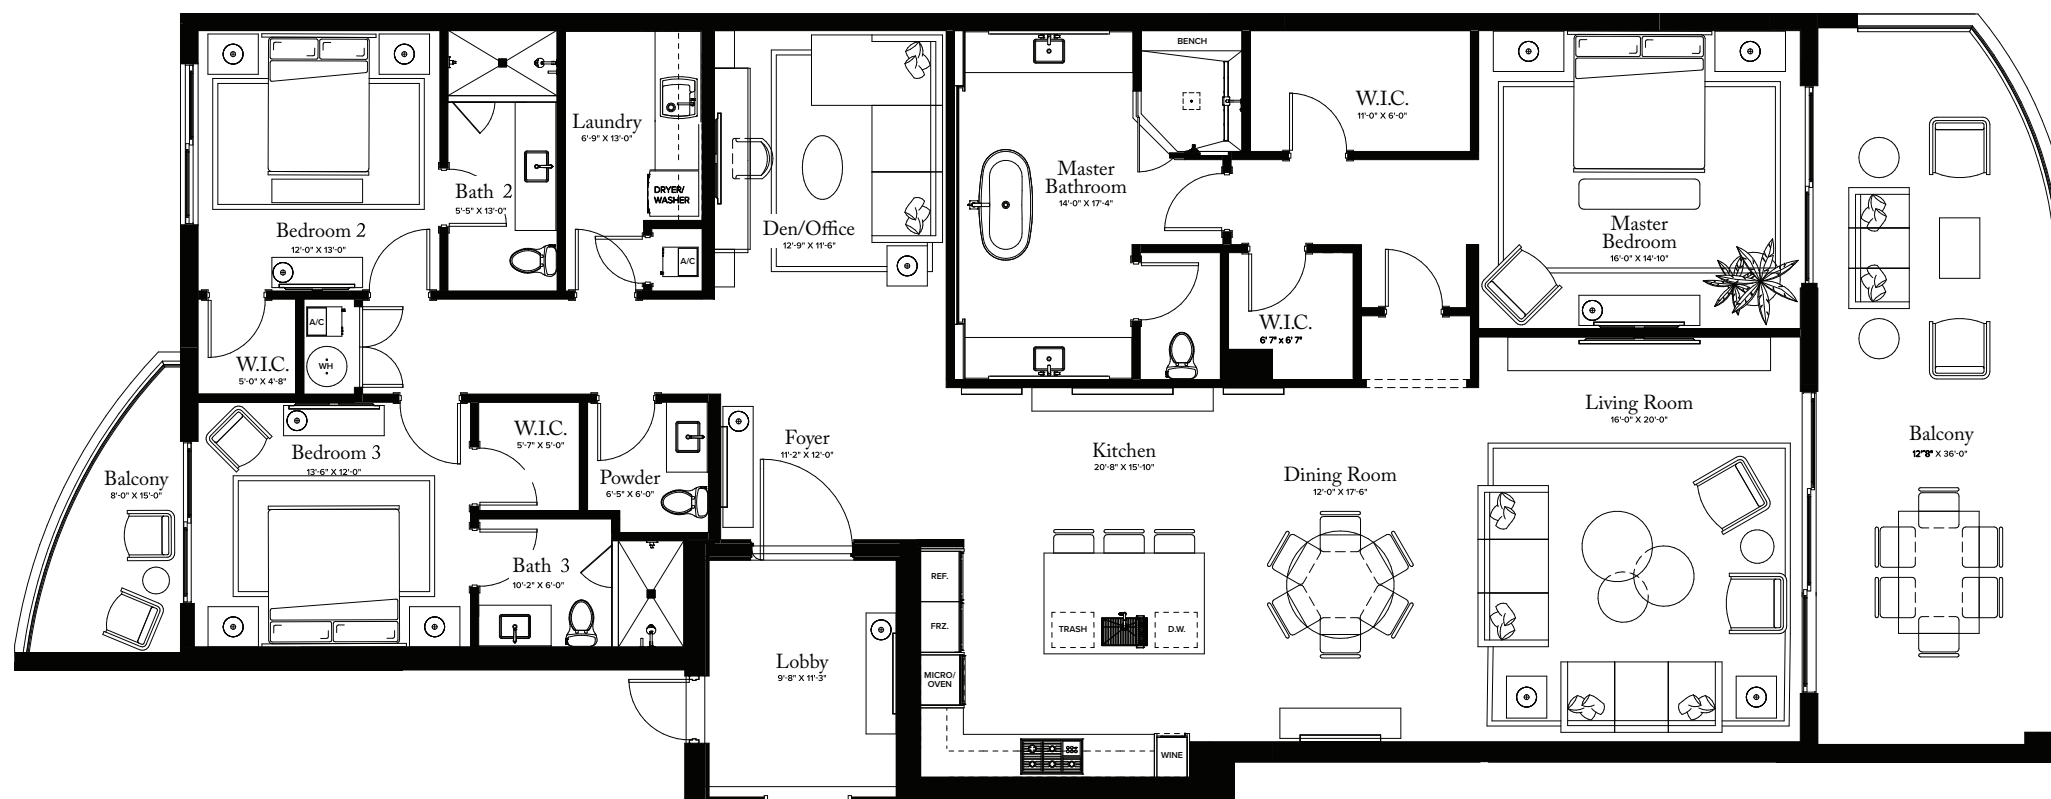 BENCH
W.I.C.
11'-0" X 6'-0"
Laundry
6'-9" X 13'-0"
Master
Bathroom
14'-0" X 17'-4"
Bath 2
5'-5" X 13'-0"
DRYER/
WASHER
Bedroom 2
12'-0" X 13'-0"
Den/Office
12'-9" X 11'-6"
Master
Bedroom
16'-0" X 14'-10"
A/C
A/C
W.I.C.
6' 7" x 6' 7"
W.I.C.
5'-0" X 4'-8"
WH
Living Room
16'-0" X 20'-0"
W.I.C.
5'-7" X 5'-0"
Foyer
11'-2" X 12'-0"
Bedroom 3
13'-6" X 12'-0"
Kitchen
20'-8" X 15'-10"
Balcony
X 36'-0"
Balcony
8'-0" X 15'-0"
Powder
6'-5" X 6'-0"
Dining Room
12'-0" X 17'-6"
Bath 3
10'-2" X 6'-0"
REF.
FRZ.
TRASH
D.W.
Lobby
9'-8" X 11'-3"
MICRO/
OVEN
WINE